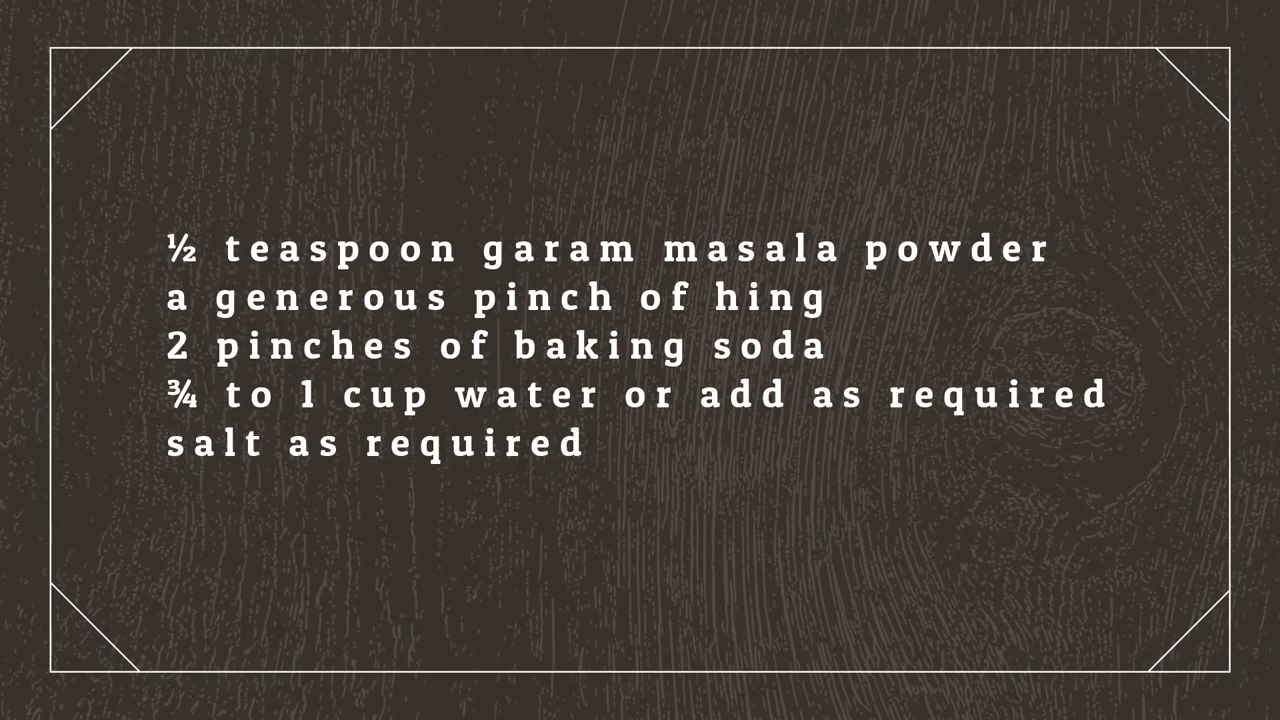 ½ teaspoon garam masala powder
a generous pinch of hing
2 pinches of baking soda
¾ to 1 cup water or add as required
salt as required